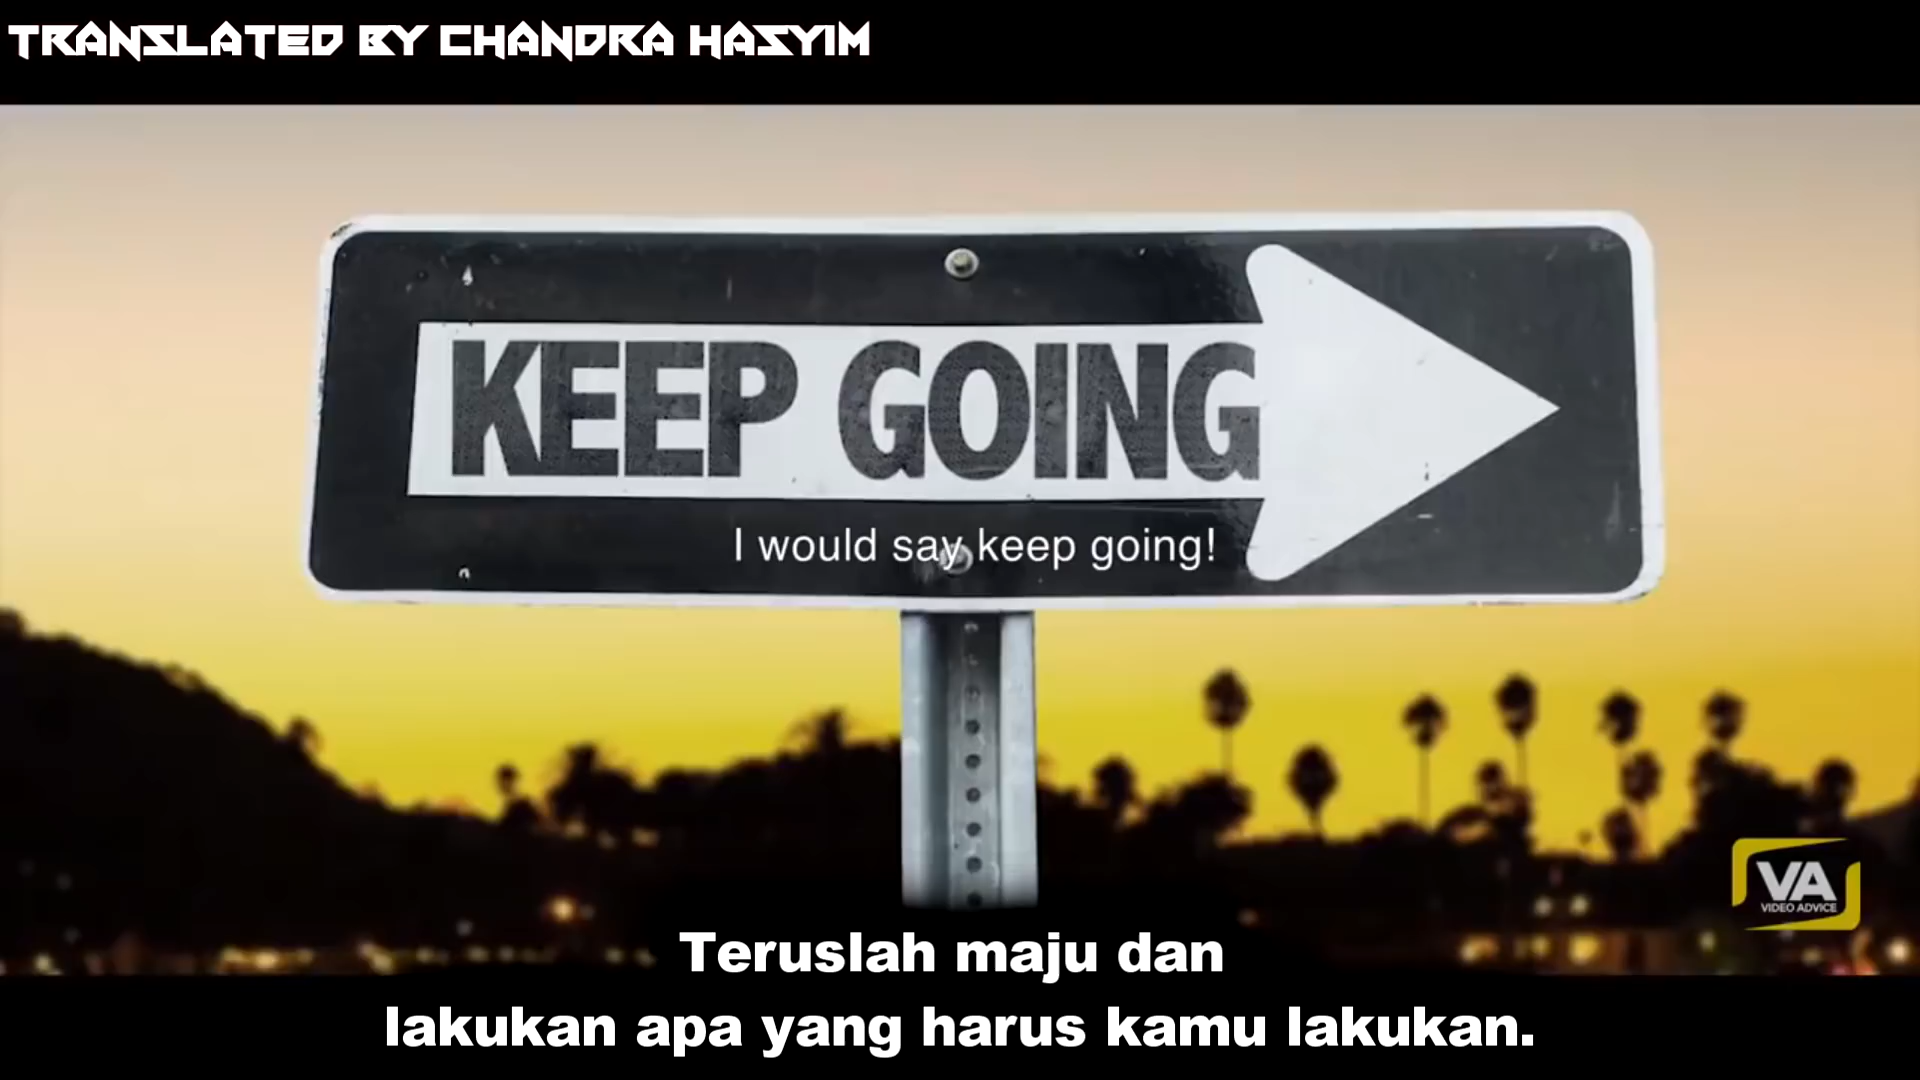 TRANSLATED BY CHANDRA HASYIM
KEEP GOING
I would say keep going!
VA
VIDEO ADVICE
Teruslah maju dan
lakukan apa yang harus kamu lakukan.